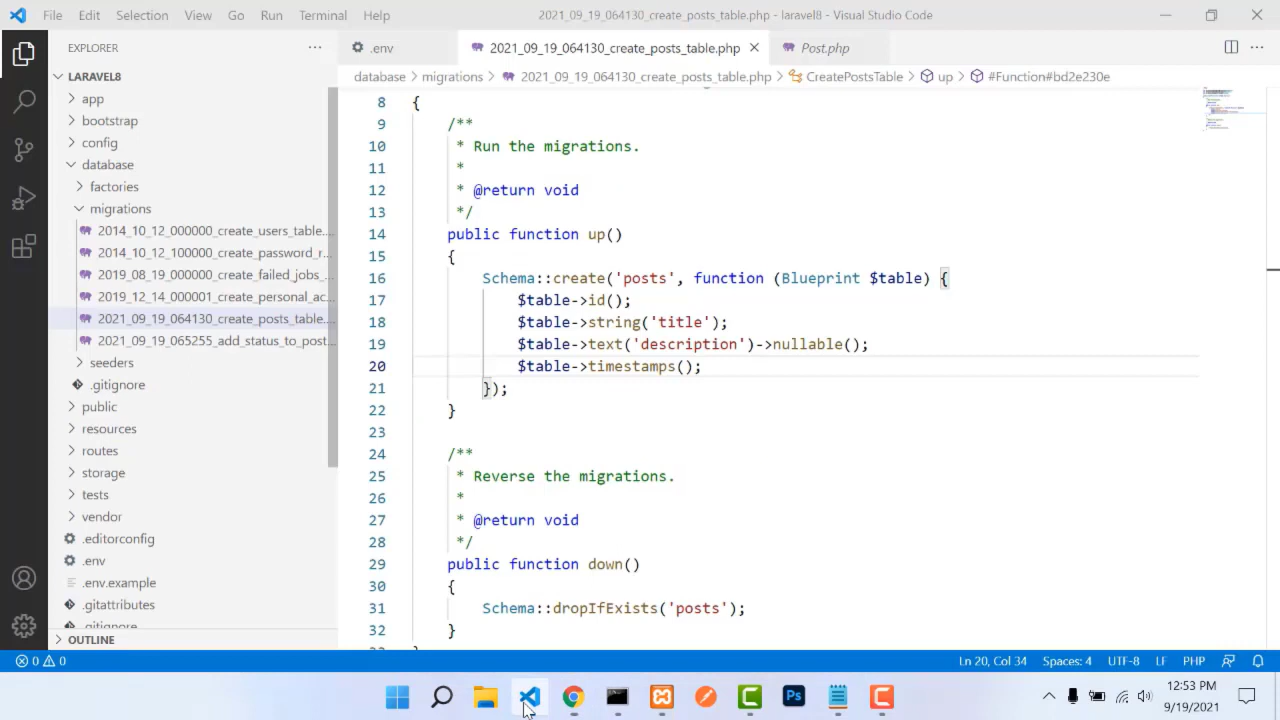 File Edit Selection View Go Run Terminal Help 2021_09_19_064130_create_posts_table.php - laravel8 - Visual Studio Code
EXPLORER
.env 2021_09_19_064130_create_posts_table.php Post.php
LARAVEL8
database > migrations > 2021_09_19_064130_create_posts_table.php > CreatePostsTable > up > #Function#bd2e230e
app
bootstrap
config
database
factories
migrations
2014_10_12_000000_create_users_table....
2014_10_12_100000_create_password_r...
2019_08_19_000000_create_failed_jobs_...
2019_12_14_000001_create_personal_ac...
2021_09_19_064130_create_posts_table....
2021_09_19_065255_add_status_to_post...
seeders
.gitignore
public
resources
routes
storage
tests
vendor
.editorconfig
.env
.env.example
.gitattributes
.gitignore
OUTLINE
8 {
9 /**
10 * Run the migrations.
11 *
12 * @return void
13 */
14 public function up()
15 {
16 Schema::create('posts', function (Blueprint $table) {
17 $table->id();
18 $table->string('title');
19 $table->text('description')->nullable();
20 $table->timestamps();
21 });
22 }
23
24 /**
25 * Reverse the migrations.
26 *
27 * @return void
28 */
29 public function down()
30 {
31 Schema::dropIfExists('posts');
32 }
0 0 Ln 20, Col 34 Spaces: 4 UTF-8 LF PHP
Ps
12:53 PM
9/19/2021